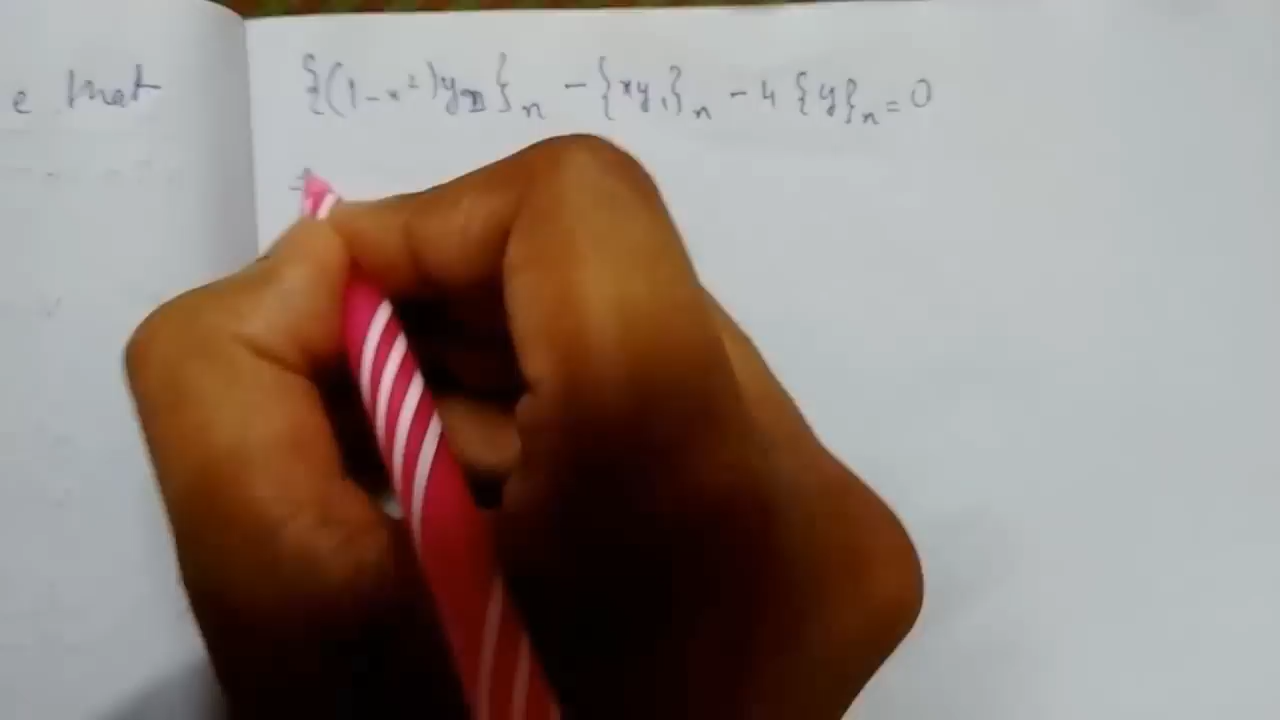 e that
{(1-x²)y₂}ₙ - {xy₁}ₙ - 4 {y}ₙ = 0